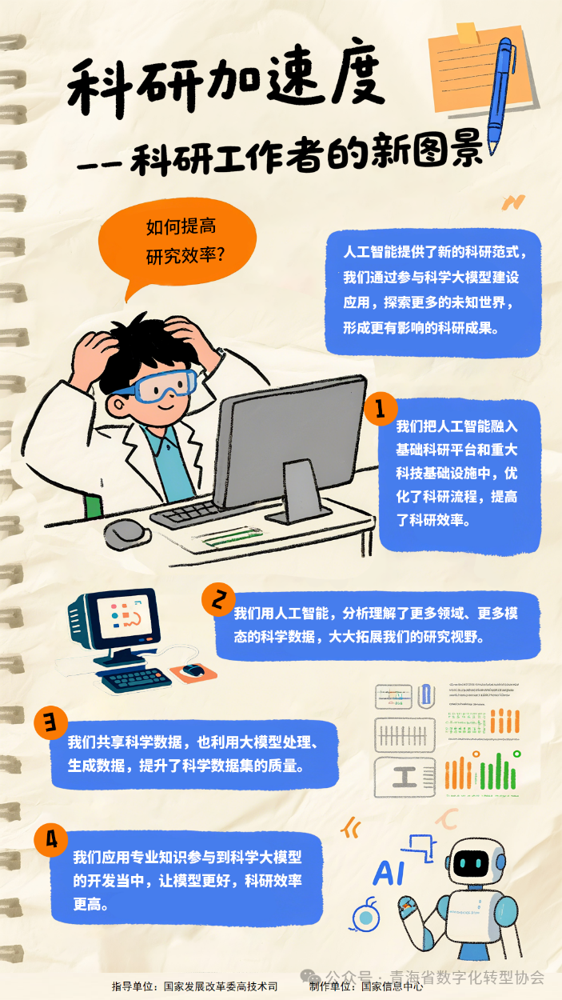 科研加速度
--科研工作者的新图景
如何提高
研究效率?
人工智能提供了新的科研范式，
我们通过参与科学大模型建设
应用，探索更多的未知世界，
形成更有影响的科研成果。
1
我们把人工智能融入
基础科研平台和重大
科技基础设施中，优
化了科研流程，提高
了科研效率。
2
我们用人工智能，分析理解了更多领域、更多模
态的科学数据，大大拓展我们的研究视野。
3
我们共享科学数据，也利用大模型处理、
生成数据，提升了科学数据集的质量。
4
我们应用专业知识参与到科学大模型
的开发当中，让模型更好，科研效率
更高。
AI
公众号·青海省数字化转型协会
指导单位：国家发展改革委高技术司 制作单位：国家信息中心